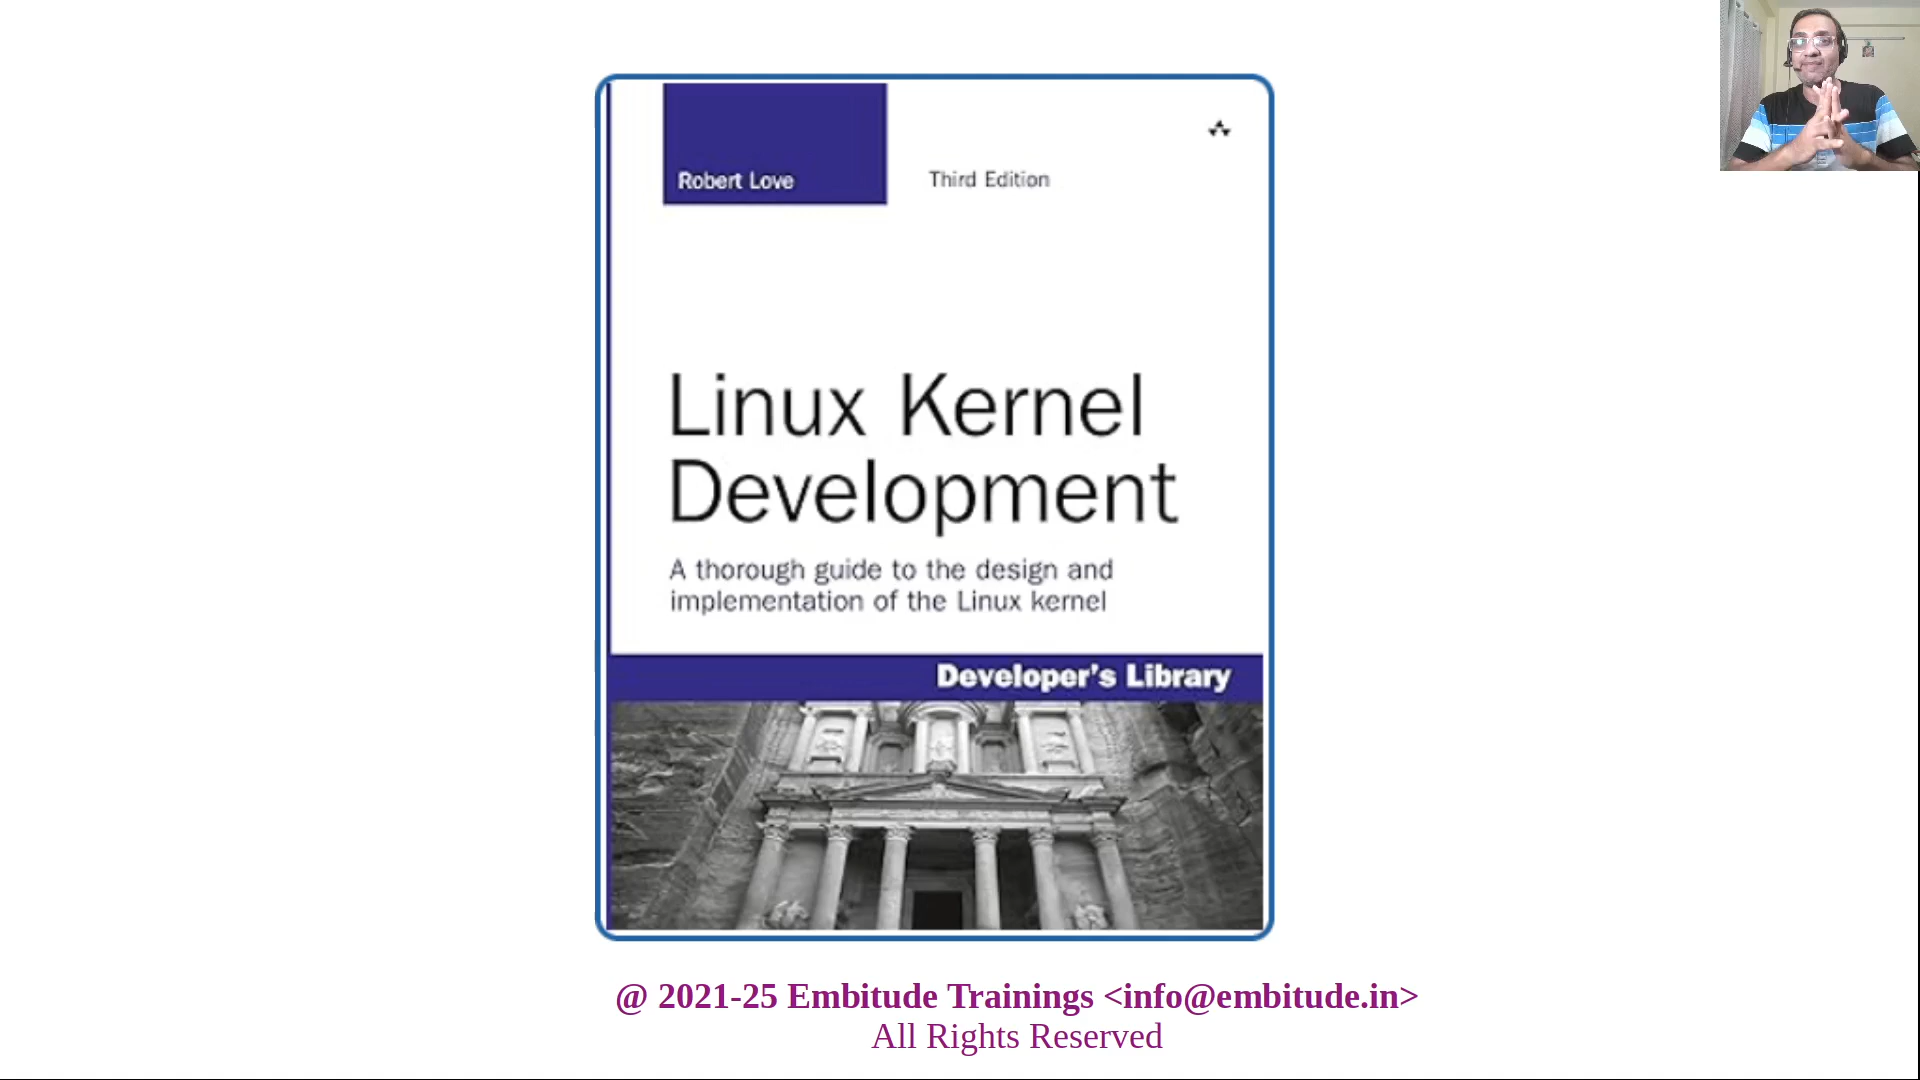 Robert Love
Third Edition
Linux Kernel
Development
A thorough guide to the design and
implementation of the Linux kernel
Developer's Library
@ 2021-25 Embitude Trainings <info@embitude.in>
All Rights Reserved